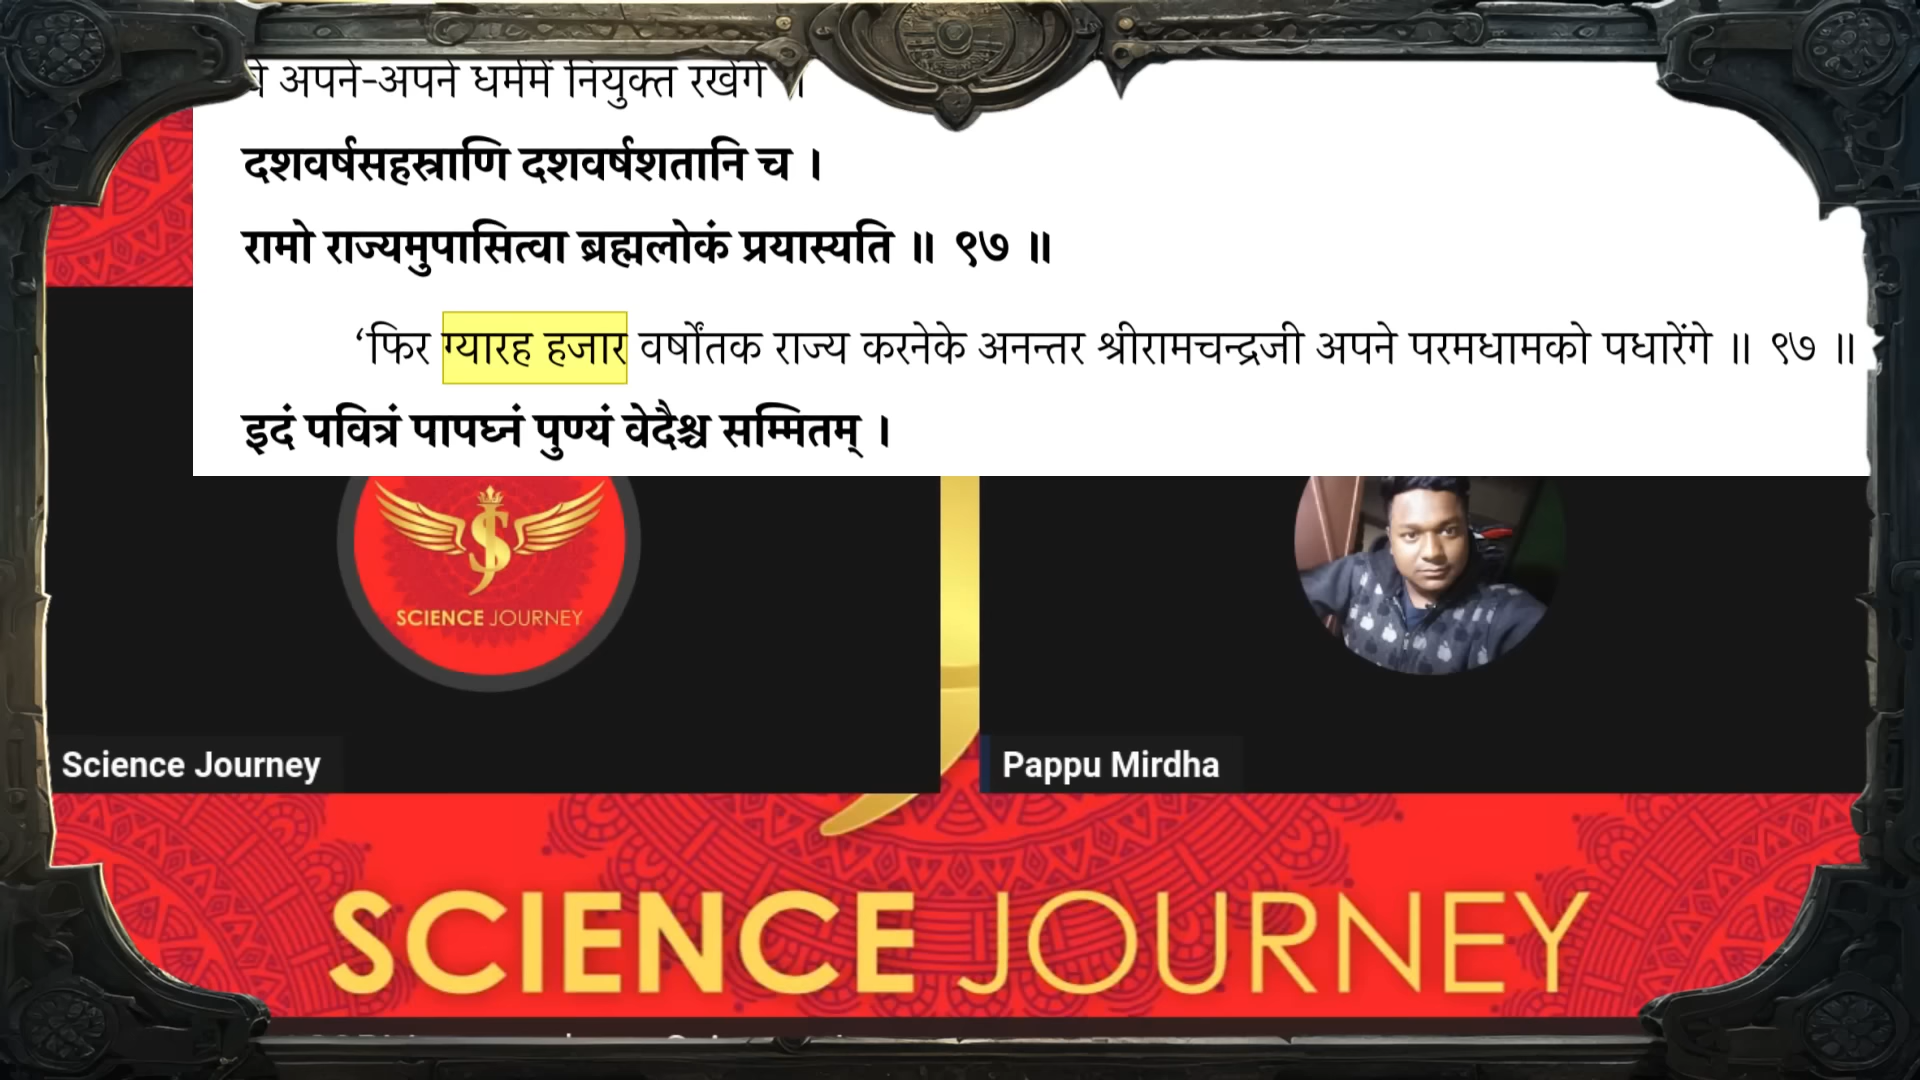 अपने-अपने धर्ममें नियुक्त रखेंगे ।
दशवर्षसहस्राणि दशवर्षशतानि च ।
रामो राज्यमुपासित्वा ब्रह्मलोकं प्रयास्यति ॥ ९७ ॥
‘फिर ग्यारह हजार वर्षोंतक राज्य करनेके अनन्तर श्रीरामचन्द्रजी अपने परमधामको पधारेंगे ॥ ९७ ॥
इदं पवित्रं पापघ्नं पुण्यं वेदैश्च सम्मितम् ।
SCIENCE JOURNEY
Science Journey
Pappu Mirdha
SCIENCE JOURNEY